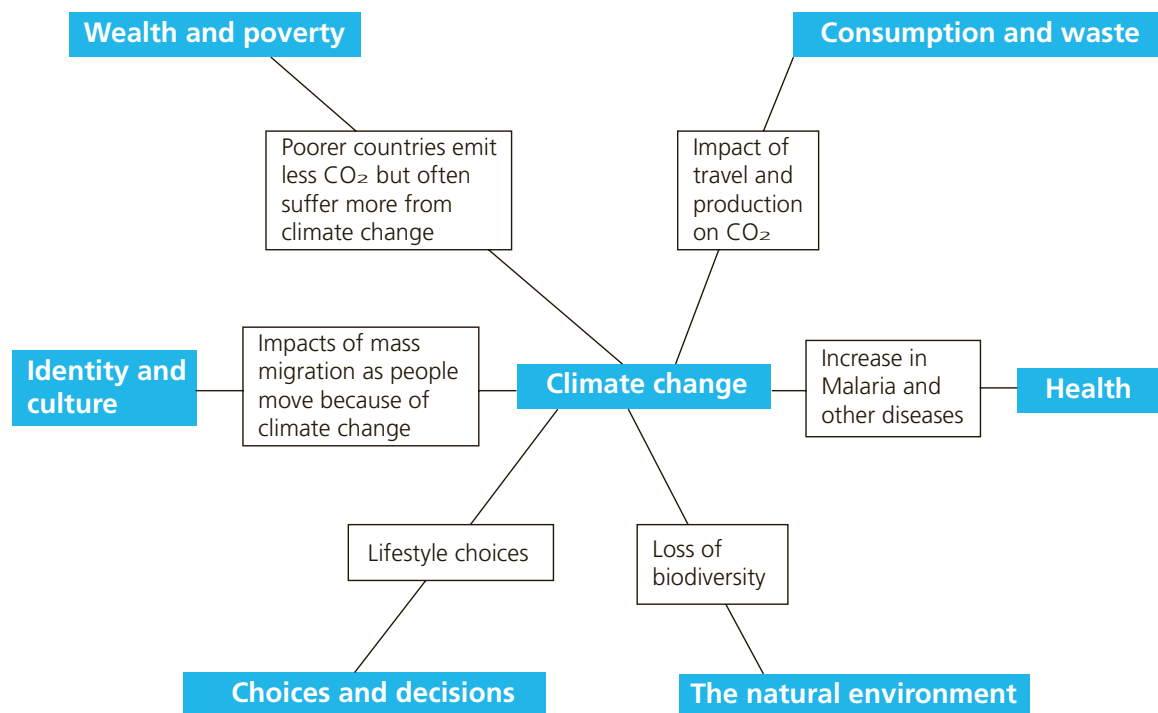 Wealth and poverty
Consumption and waste
Poorer countries emit
less CO₂ but often
suffer more from
climate change
Impact of
travel and
production
on CO₂
Identity and
culture
Impacts of mass
migration as people
move because of
climate change
Climate change
Increase in
Malaria and
other diseases
Health
Lifestyle choices
Loss of
biodiversity
Choices and decisions
The natural environment